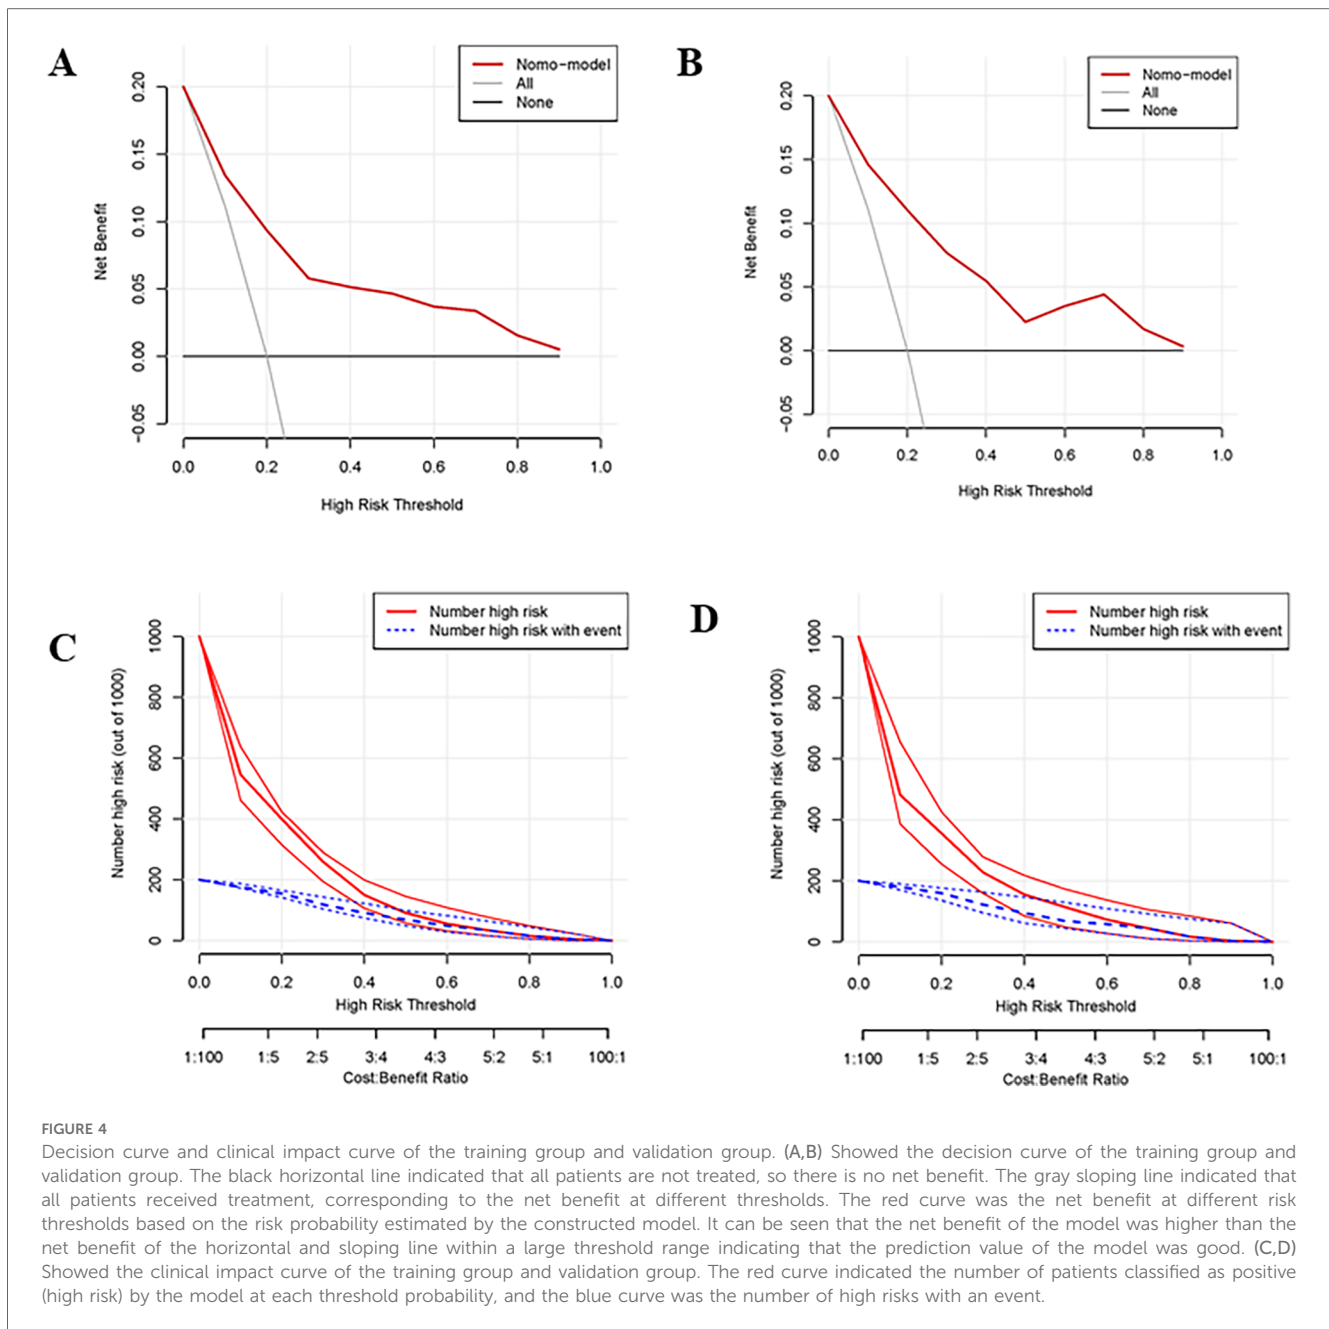 A
Nomo-model
All
None
0.20
0.15
0.10
0.05
0.00
−0.05
Net Benefit
0.0 0.2 0.4 0.6 0.8 1.0
High Risk Threshold
B
Nomo-model
All
None
0.20
0.15
0.10
0.05
0.00
−0.05
Net Benefit
0.0 0.2 0.4 0.6 0.8 1.0
High Risk Threshold
C
Number high risk
Number high risk with event
1000
800
600
400
200
0
Number high risk (out of 1000)
0.0 0.2 0.4 0.6 0.8 1.0
High Risk Threshold
1:100 1:5 2:5 3:4 4:3 5:2 5:1 100:1
Cost:Benefit Ratio
D
Number high risk
Number high risk with event
1000
800
600
400
200
0
Number high risk (out of 1000)
0.0 0.2 0.4 0.6 0.8 1.0
High Risk Threshold
1:100 1:5 2:5 3:4 4:3 5:2 5:1 100:1
Cost:Benefit Ratio
FIGURE 4
Decision curve and clinical impact curve of the training group and validation group. (A,B) Showed the decision curve of the training group and
validation group. The black horizontal line indicated that all patients are not treated, so there is no net benefit. The gray sloping line indicated that
all patients received treatment, corresponding to the net benefit at different thresholds. The red curve was the net benefit at different risk
thresholds based on the risk probability estimated by the constructed model. It can be seen that the net benefit of the model was higher than the
net benefit of the horizontal and sloping line within a large threshold range indicating that the prediction value of the model was good. (C,D)
Showed the clinical impact curve of the training group and validation group. The red curve indicated the number of patients classified as positive
(high risk) by the model at each threshold probability, and the blue curve was the number of high risks with an event.